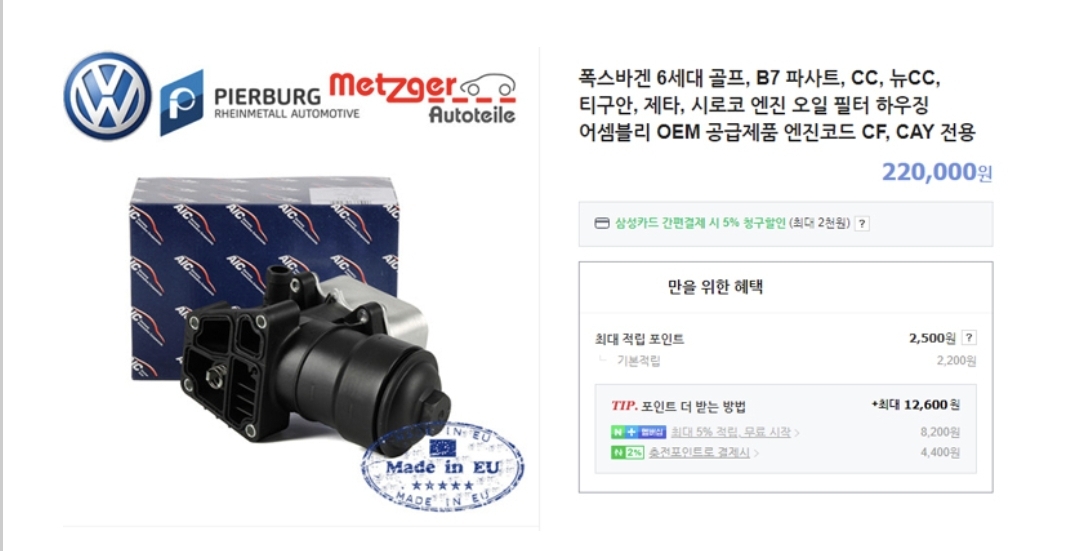 PIERBURG
RHEINMETALL AUTOMOTIVE
Metzger
Autoteile
AIC
MADE IN EU
Made in EU
MADE IN EU
폭스바겐 6세대 골프, B7 파사트, CC, 뉴CC,
티구안, 제타, 시로코 엔진 오일 필터 하우징
어셈블리 OEM 공급제품 엔진코드 CF, CAY 전용
220,000원
삼성카드 간편결제 시 5% 청구할인 (최대 2천원) ?
만을 위한 혜택
최대 적립 포인트 2,500원 ?
기본적립 2,200원
TIP. 포인트 더 받는 방법 +최대 12,600원
N + 멤버십 최대 5% 적립, 무료 시작 > 8,200원
N 2% 충전포인트로 결제시 > 4,400원